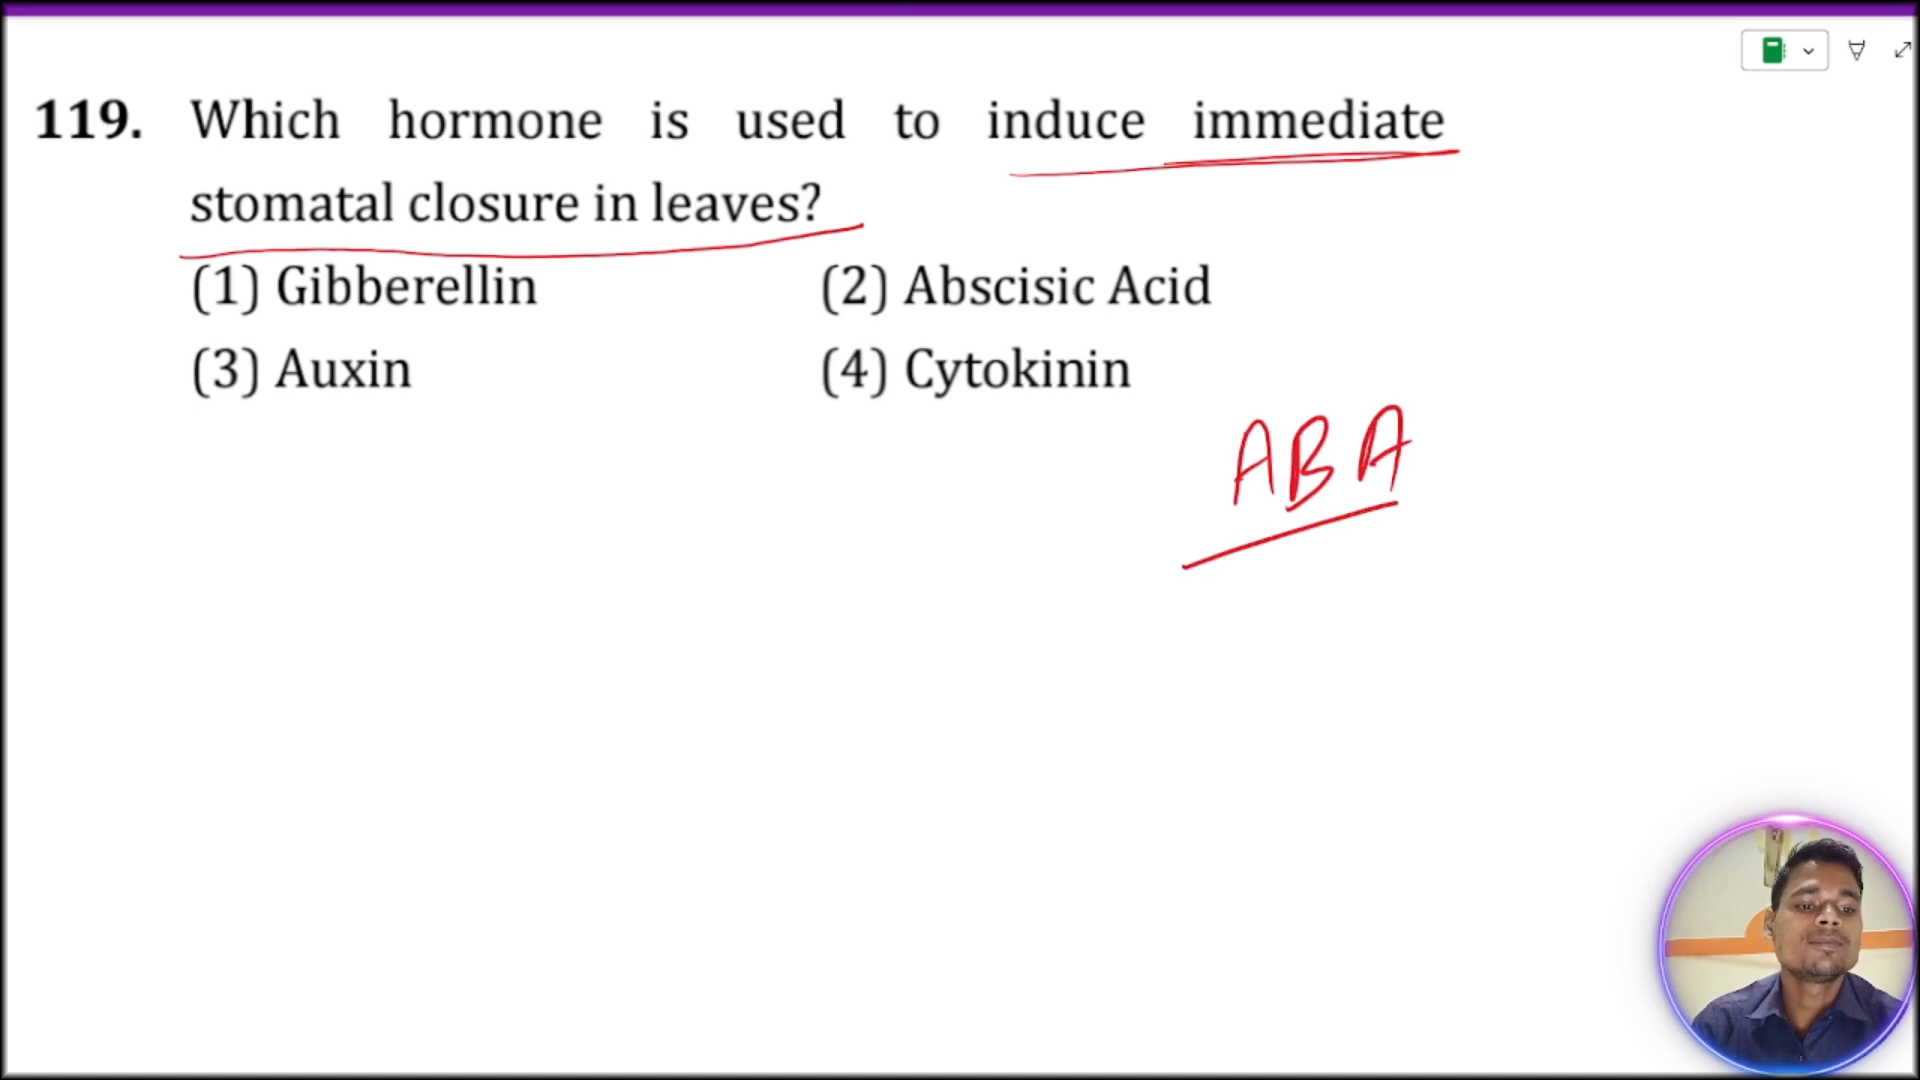 119. Which hormone is used to induce immediate
stomatal closure in leaves?
(1) Gibberellin (2) Abscisic Acid
(3) Auxin (4) Cytokinin
ABA